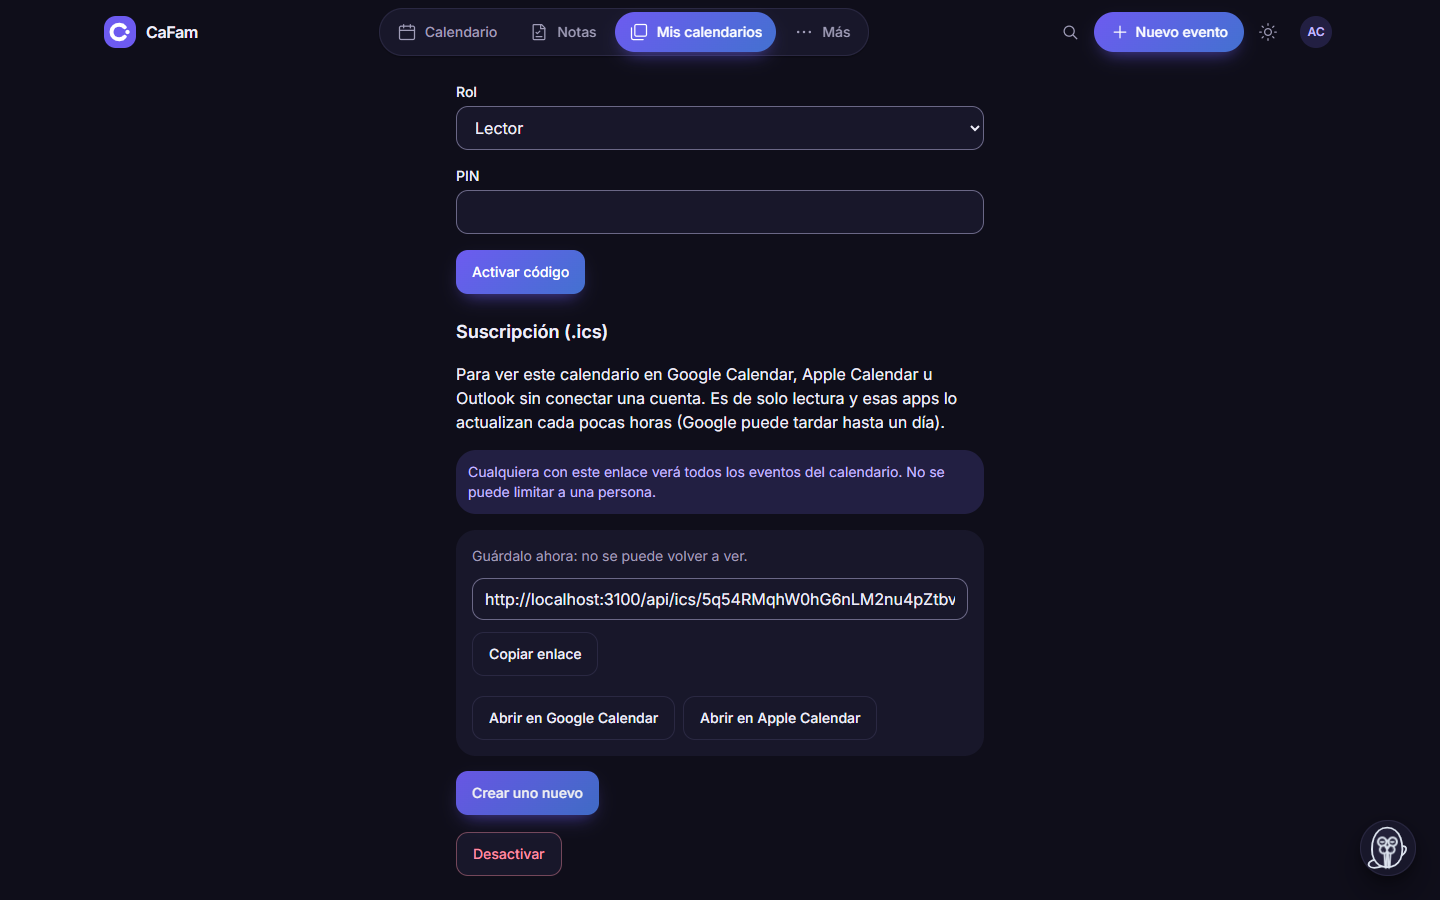 CaFam
Calendario
Notas
Mis calendarios
Más
Nuevo evento
AC
Rol
Lector
PIN
Activar código
Suscripción (.ics)
Para ver este calendario en Google Calendar, Apple Calendar u
Outlook sin conectar una cuenta. Es de solo lectura y esas apps lo
actualizan cada pocas horas (Google puede tardar hasta un día).
Cualquiera con este enlace verá todos los eventos del calendario. No se
puede limitar a una persona.
Guárdalo ahora: no se puede volver a ver.
http://localhost:3100/api/ics/5q54RMqhW0hG6nLM2nu4pZtbv
Copiar enlace
Abrir en Google Calendar
Abrir en Apple Calendar
Crear uno nuevo
Desactivar